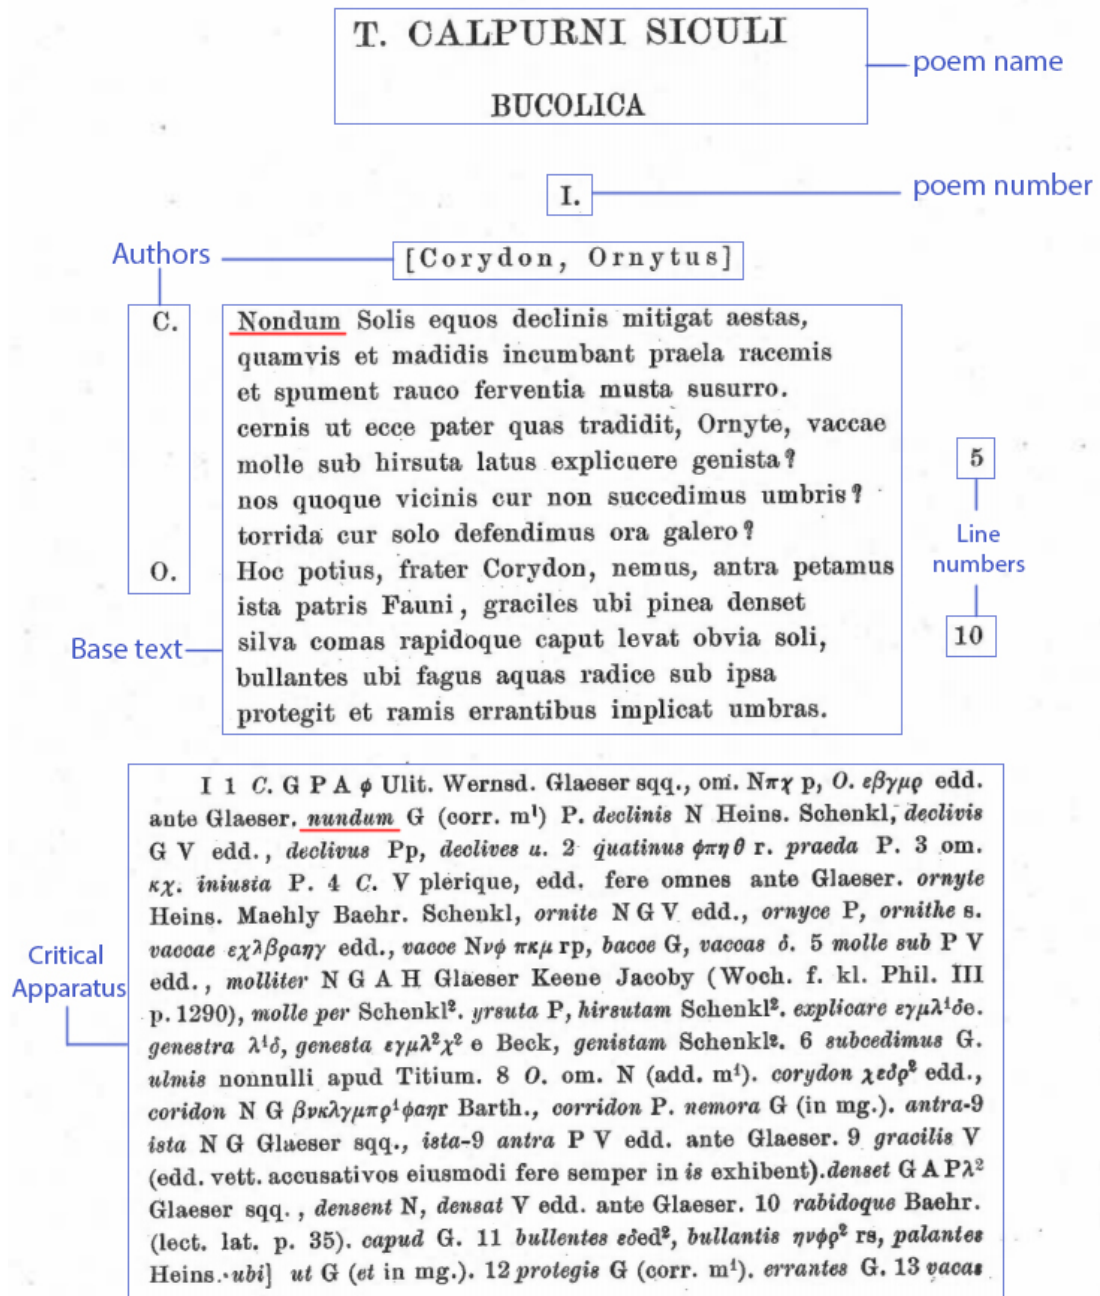 T. CALPURNI SICULI
poem name
BUCOLICA
I.
poem number
Authors
[Corydon, Ornytus]
C. Nondum Solis equos declinis mitigat aestas,
quamvis et madidis incumbant praela racemis
et spument rauco ferventia musta susurro.
cernis ut ecce pater quas tradidit, Ornyte, vaccae
molle sub hirsuta latus explicuere genista? 5
nos quoque vicinis cur non succedimus umbris?
torrida cur solo defendimus ora galero?
Line
numbers
O. Hoc potius, frater Corydon, nemus, antra petamus
ista patris Fauni, graciles ubi pinea denset
Base text
silva comas rapidoque caput levat obvia soli, 10
bullantes ubi fagus aquas radice sub ipsa
protegit et ramis errantibus implicat umbras.
Critical
Apparatus
I 1 C. G P A φ Ulit. Wernsd. Glaeser sqq., om. Nπχ p, O. εβγμρ edd.
ante Glaeser. nundum G (corr. m¹) P. declinis N Heins. Schenkl, declivis
G V edd., declivus Pp, declives u. 2 quatinus φπηθ r. praeda P. 3 om.
κχ. iniusia P. 4 C. V plerique, edd. fere omnes ante Glaeser. ornyte
Heins. Maehly Baehr. Schenkl, ornite N G V edd., ornyce P, ornithe s.
vaccae εχλβραηγ edd., vacce Nνφ πκμ rp, bacce G, vaccas δ. 5 molle sub P V
edd., molliter N G A H Glaeser Keene Jacoby (Woch. f. kl. Phil. III
p. 1290), molle per Schenkl². yrsuta P, hirsutam Schenkl². explicare εγμλ¹δe.
genestra λ¹δ, genesta εγμλ²χ² e Beck, genistam Schenkl². 6 subcedimus G.
ulmis nonnulli apud Titium. 8 O. om. N (add. m¹). corydon χεδρ² edd.,
coridon N G βνκλγμπρ¹φαηr Barth., corridon P. nemora G (in mg.). antra-9
ista N G Glaeser sqq., ista-9 antra P V edd. ante Glaeser. 9 gracilis V
(edd. vett. accusativos eiusmodi fere semper in is exhibent). denset G A Pλ²
Glaeser sqq., densent N, densat V edd. ante Glaeser. 10 rabidoque Baehr.
(lect. lat. p. 35). capud G. 11 bullentes εδed², bullantis ηνφρ² rs, palantes
Heins. ubi] ut G (et in mg.). 12 protegis G (corr. m¹). errantes G. 13 vacas